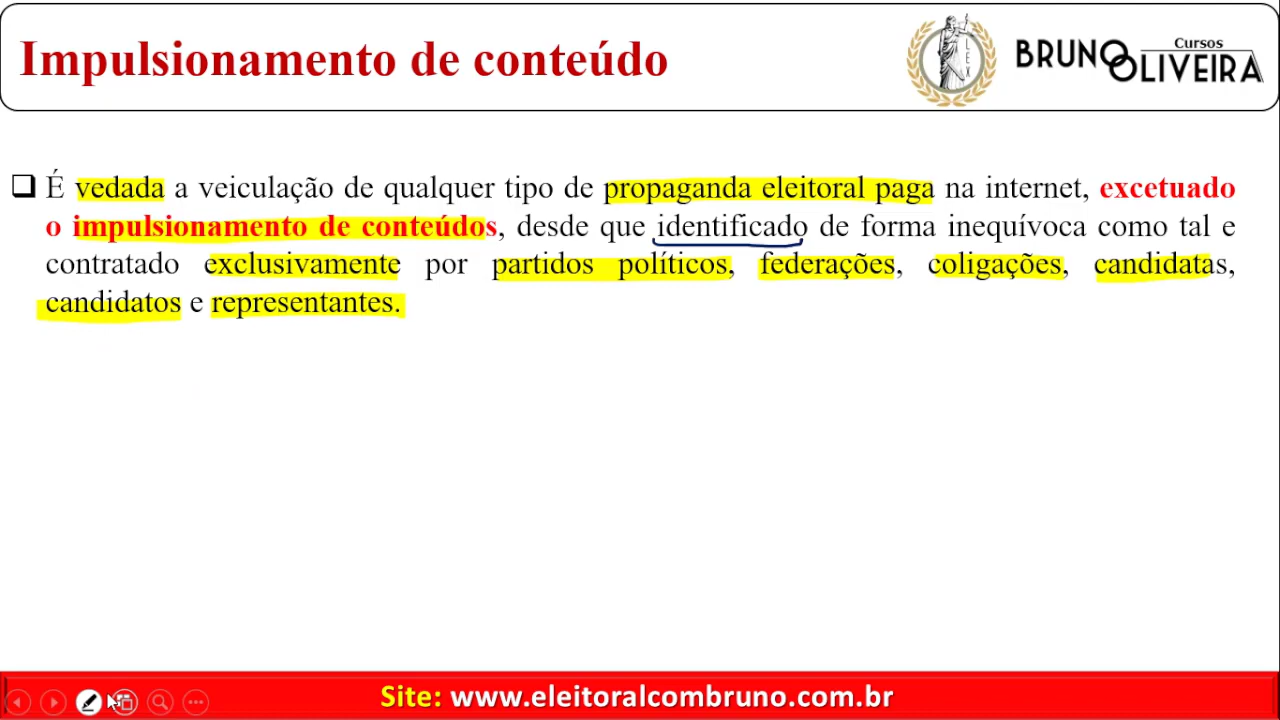 Impulsionamento de conteúdo
Cursos
BRUNO OLIVEIRA
LEX
É vedada a veiculação de qualquer tipo de propaganda eleitoral paga na internet, excetuado
o impulsionamento de conteúdos, desde que identificado de forma inequívoca como tal e
contratado exclusivamente por partidos políticos, federações, coligações, candidatas,
candidatos e representantes.
Site: www.eleitoralcombruno.com.br